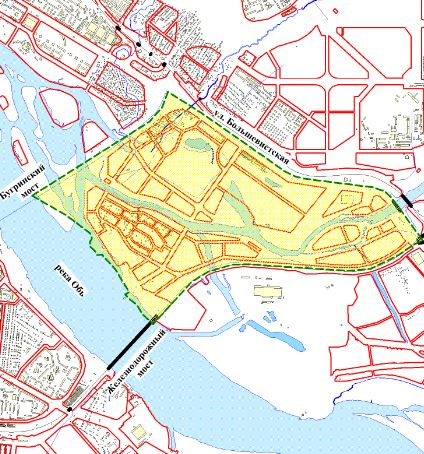 ул. Большевистская
Бугринский
мост
река Обь
Железнодорожный
мост